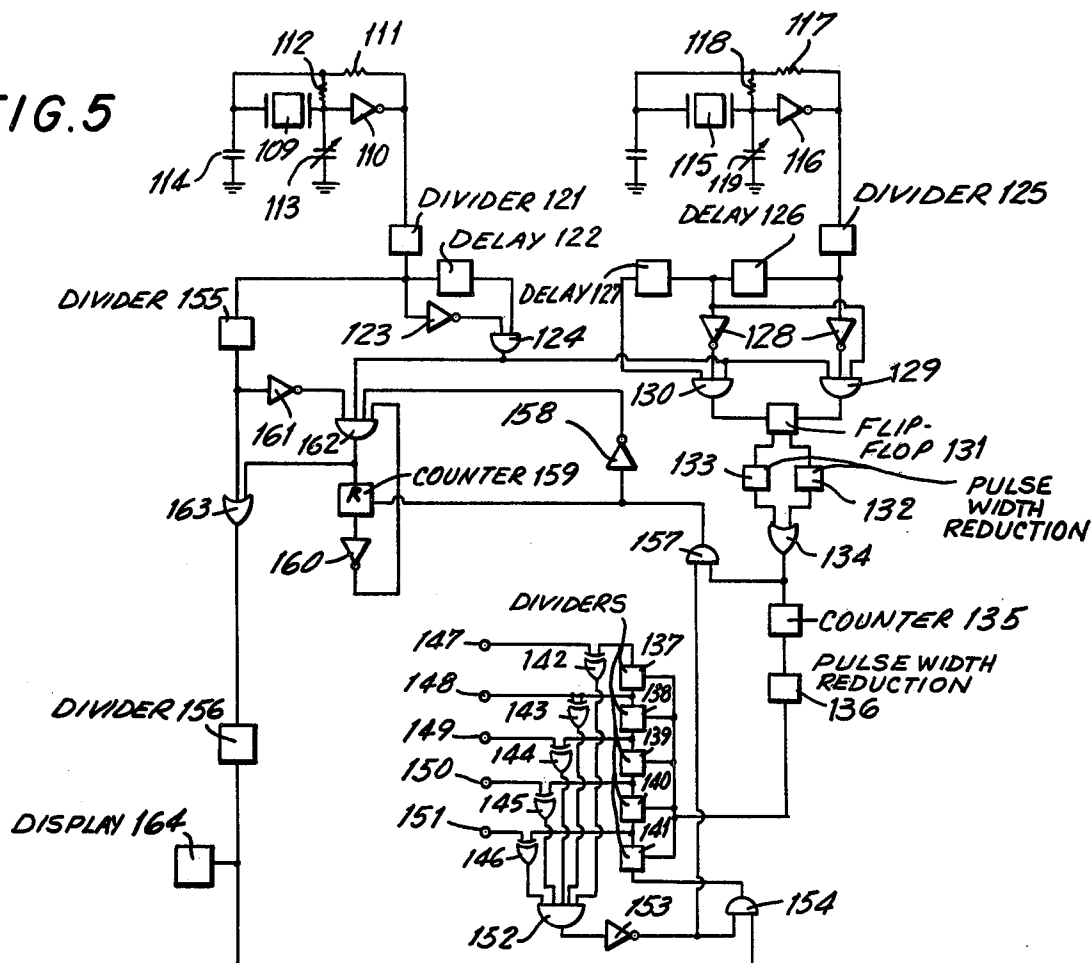 FIG. 5
112
111
109
110
114
113
118
117
115
116
119
DIVIDER 121
DELAY 122
DELAY 126
DIVIDER 125
DELAY 127
DIVIDER 155
123
124
128
130
129
161
162
158
FLIP-
FLOP 131
133
132
PULSE
WIDTH
REDUCTION
163
R
COUNTER 159
160
157
134
DIVIDERS
COUNTER 135
147
142
137
PULSE WIDTH
REDUCTION
136
148
143
138
DIVIDER 156
149
144
139
150
145
140
DISPLAY 164
151
146
141
152
153
154